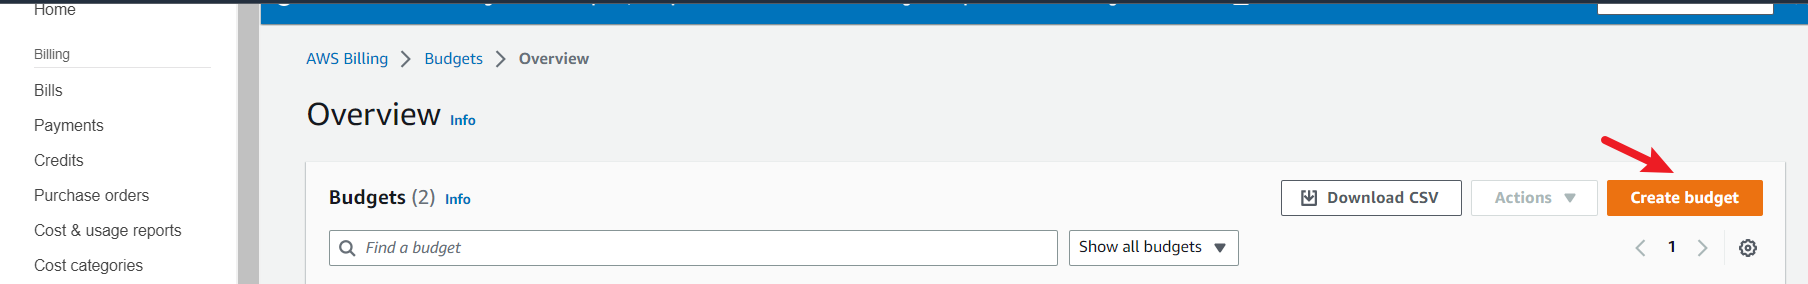 Home
Billing
Bills
Payments
Credits
Purchase orders
Cost & usage reports
Cost categories
AWS Billing > Budgets > Overview
Overview Info
Budgets (2) Info
Download CSV
Actions
Create budget
Find a budget
Show all budgets
1